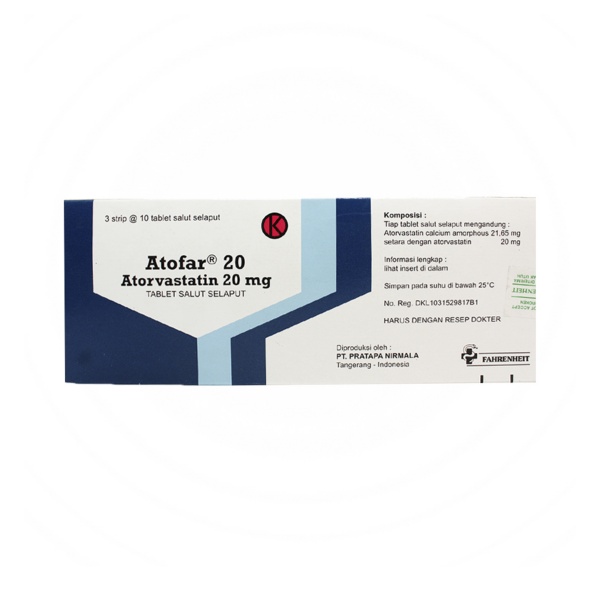 3 strip @ 10 tablet salut selaput
K
Atofar® 20
Atorvastatin 20 mg
TABLET SALUT SELAPUT
Komposisi :
Tiap tablet salut selaput mengandung :
Atorvastatin calcium amorphous 21,65 mg
setara dengan atorvastatin 20 mg
Informasi lengkap :
lihat insert di dalam
Simpan pada suhu di bawah 25°C
No. Reg. DKL1031529817B1
HARUS DENGAN RESEP DOKTER
Diproduksi oleh :
PT. PRATAPA NIRMALA
Tangerang - Indonesia
FAHRENHEIT